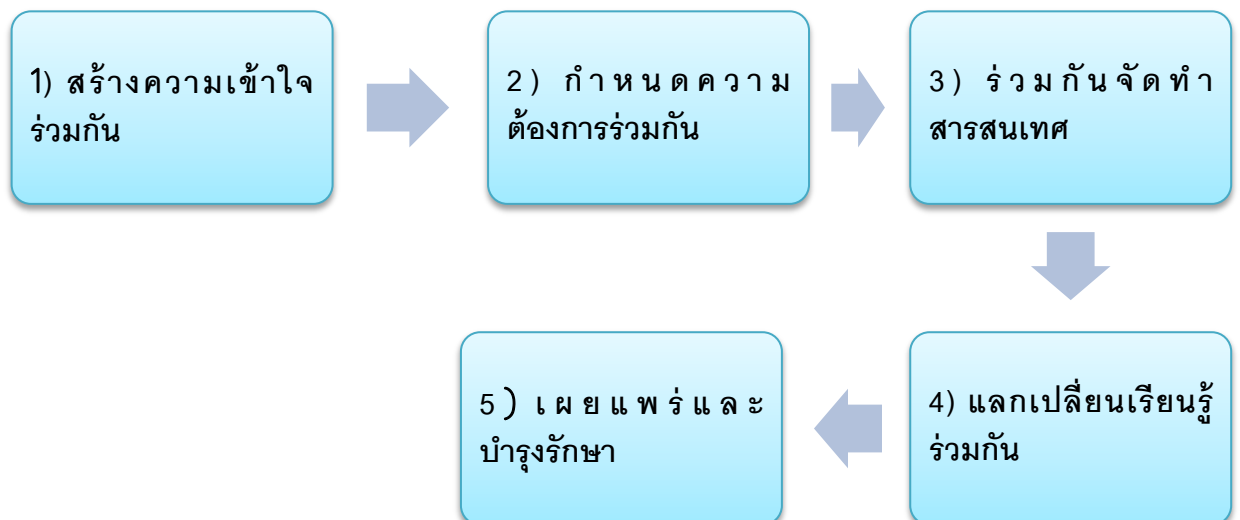 1) สร้างความเข้าใจ
ร่วมกัน
2) กำหนดความ
ต้องการร่วมกัน
3) ร่วมกันจัดทำ
สารสนเทศ
4) แลกเปลี่ยนเรียนรู้
ร่วมกัน
5) เผยแพร่และ
บำรุงรักษา